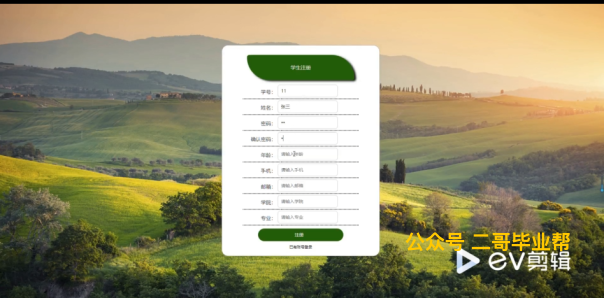 学生注册
学号: 11
姓名: 张三
密码: ••
确认密码: •
年龄: 请输入年龄
手机: 请输入手机
邮箱: 请输入邮箱
学院: 请输入学院
专业: 请输入专业
注册
已有账号登录
公众号 二哥毕业帮
ev剪辑